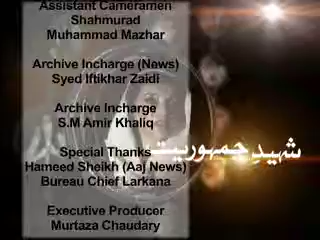 Assistant Cameramen
Shahmurad
Muhammad Mazhar
Archive Incharge (News)
Syed Iftikhar Zaidi
Archive Incharge
S.M Amir Khaliq
Special Thanks
Hameed Sheikh (Aaj News)
Bureau Chief Larkana
Executive Producer
Murtaza Chaudary
شہیدِ جمہوریت